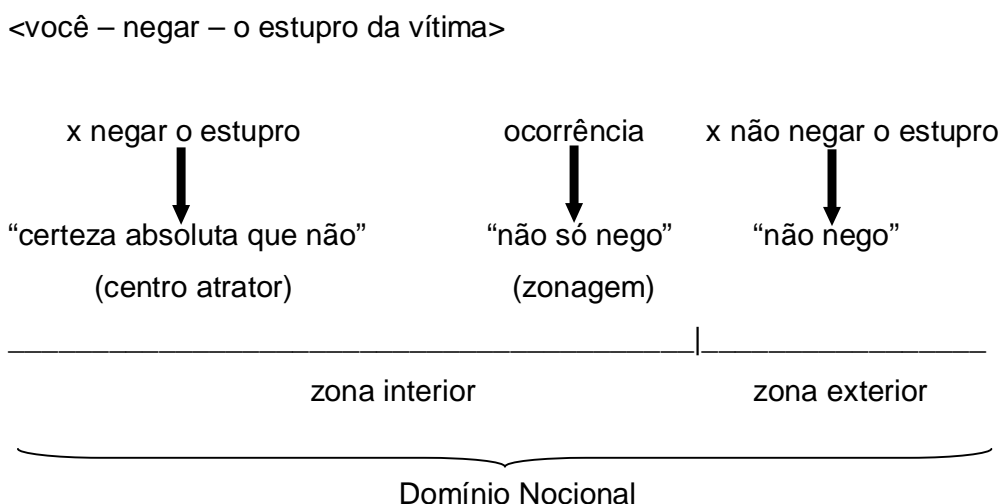 <você – negar – o estupro da vítima>
x negar o estupro ocorrência x não negar o estupro
“certeza absoluta que não” “não só nego” “não nego”
(centro atrator) (zonagem)
zona interior zona exterior
Domínio Nocional